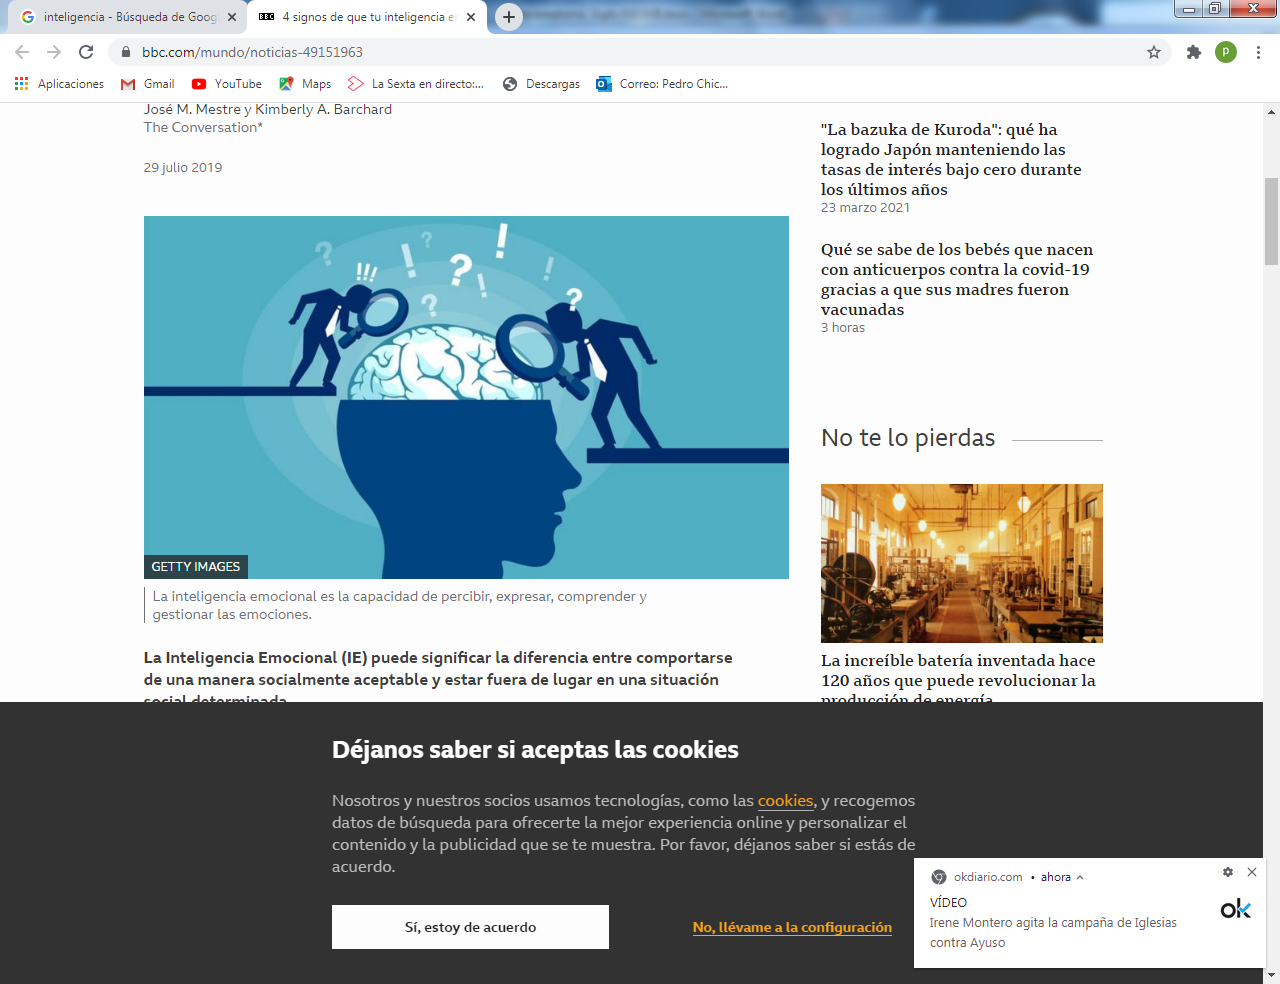 inteligencia - Búsqueda de Goog
BBC
4 signos de que tu inteligencia e
bbc.com/mundo/noticias-49151963
P
Aplicaciones
Gmail
YouTube
Maps
La Sexta en directo:...
Descargas
Correo: Pedro Chic...
José M. Mestre y Kimberly A. Barchard
The Conversation*
29 julio 2019
GETTY IMAGES
La inteligencia emocional es la capacidad de percibir, expresar, comprender y
gestionar las emociones.
La Inteligencia Emocional (IE) puede significar la diferencia entre comportarse
de una manera socialmente aceptable y estar fuera de lugar en una situación
social determinada
"La bazuka de Kuroda": qué ha
logrado Japón manteniendo las
tasas de interés bajo cero durante
los últimos años
23 marzo 2021
Qué se sabe de los bebés que nacen
con anticuerpos contra la covid-19
gracias a que sus madres fueron
vacunadas
3 horas
No te lo pierdas
La increíble batería inventada hace
120 años que puede revolucionar la
producción de energía
Déjanos saber si aceptas las cookies
Nosotros y nuestros socios usamos tecnologías, como las cookies, y recogemos
datos de búsqueda para ofrecerte la mejor experiencia online y personalizar el
contenido y la publicidad que se te muestra. Por favor, déjanos saber si estás de
acuerdo.
Sí, estoy de acuerdo
No, llévame a la configuración
okdiario.com • ahora
VÍDEO
Irene Montero agita la campaña de Iglesias
contra Ayuso
ok